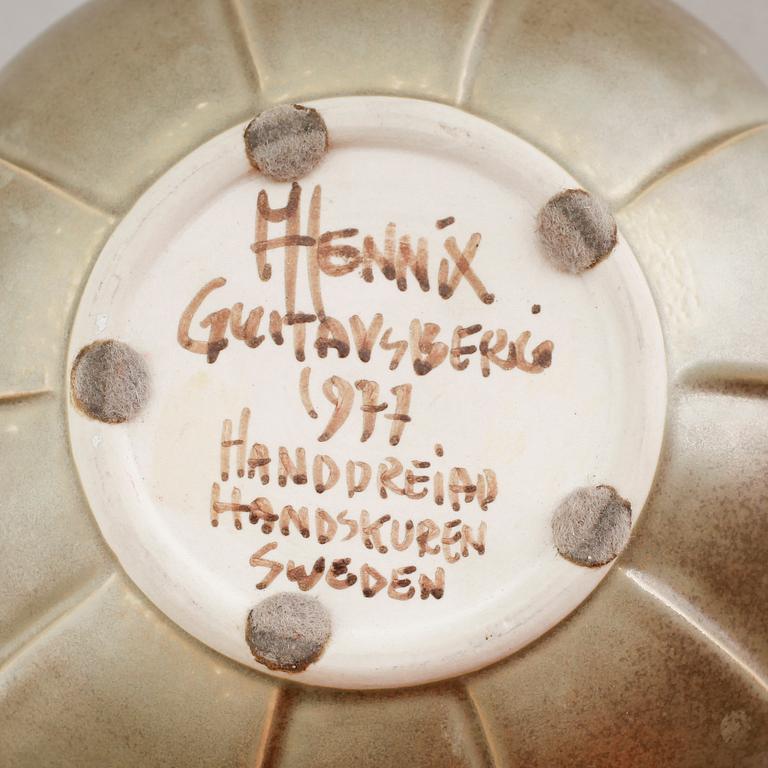 HENNIX
GUSTAVSBERG
1977
HANDDREJAD
HANDSKUREN
SWEDEN